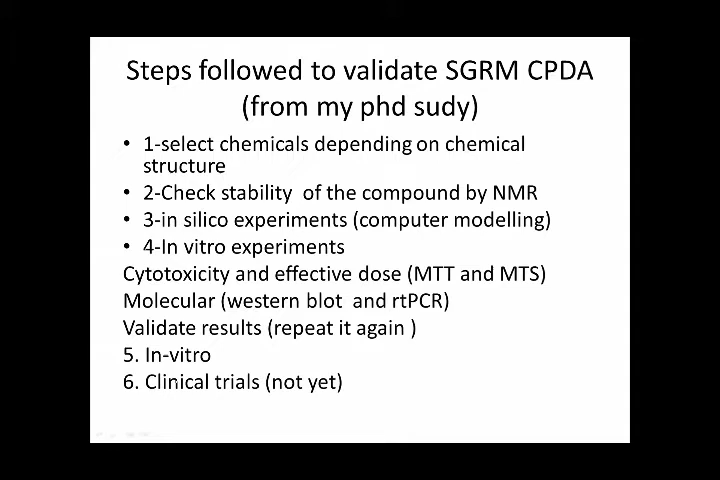 Steps followed to validate SGRM CPDA
(from my phd sudy)
• 1-select chemicals depending on chemical
structure
• 2-Check stability of the compound by NMR
• 3-in silico experiments (computer modelling)
• 4-In vitro experiments
Cytotoxicity and effective dose (MTT and MTS)
Molecular (western blot and rtPCR)
Validate results (repeat it again )
5. In-vitro
6. Clinical trials (not yet)